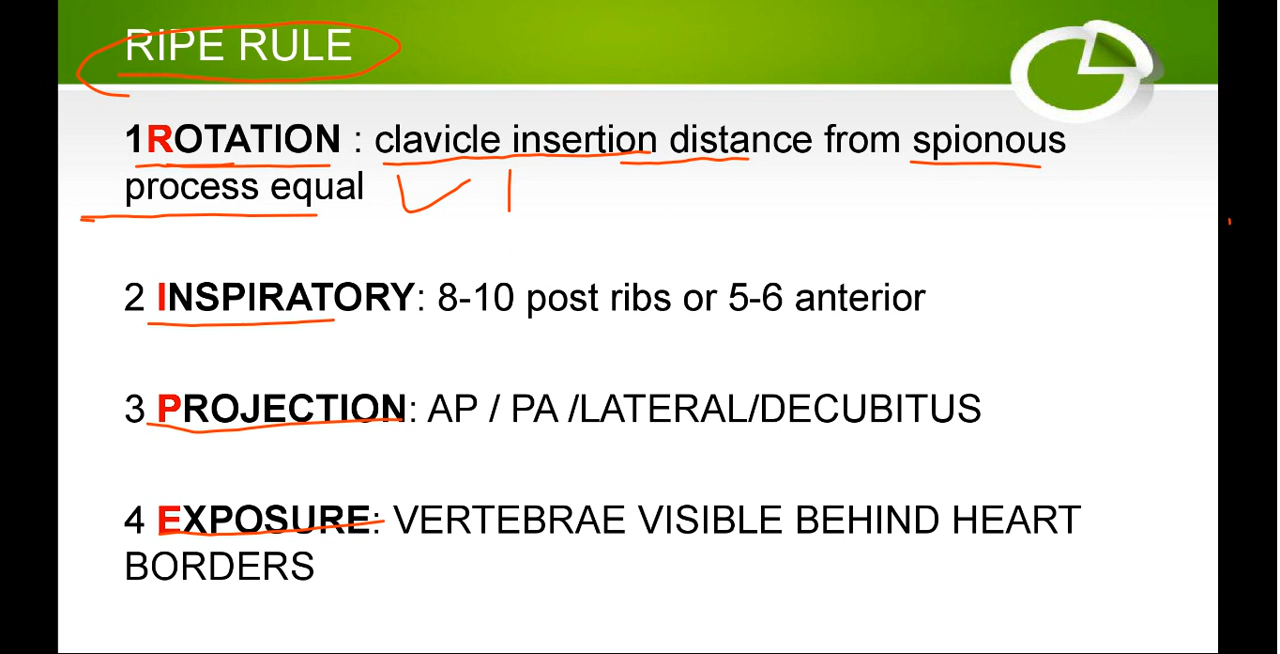 RIPE RULE
1ROTATION : clavicle insertion distance from spionous
process equal
2 INSPIRATORY: 8-10 post ribs or 5-6 anterior
3 PROJECTION: AP / PA /LATERAL/DECUBITUS
4 EXPOSURE: VERTEBRAE VISIBLE BEHIND HEART
BORDERS